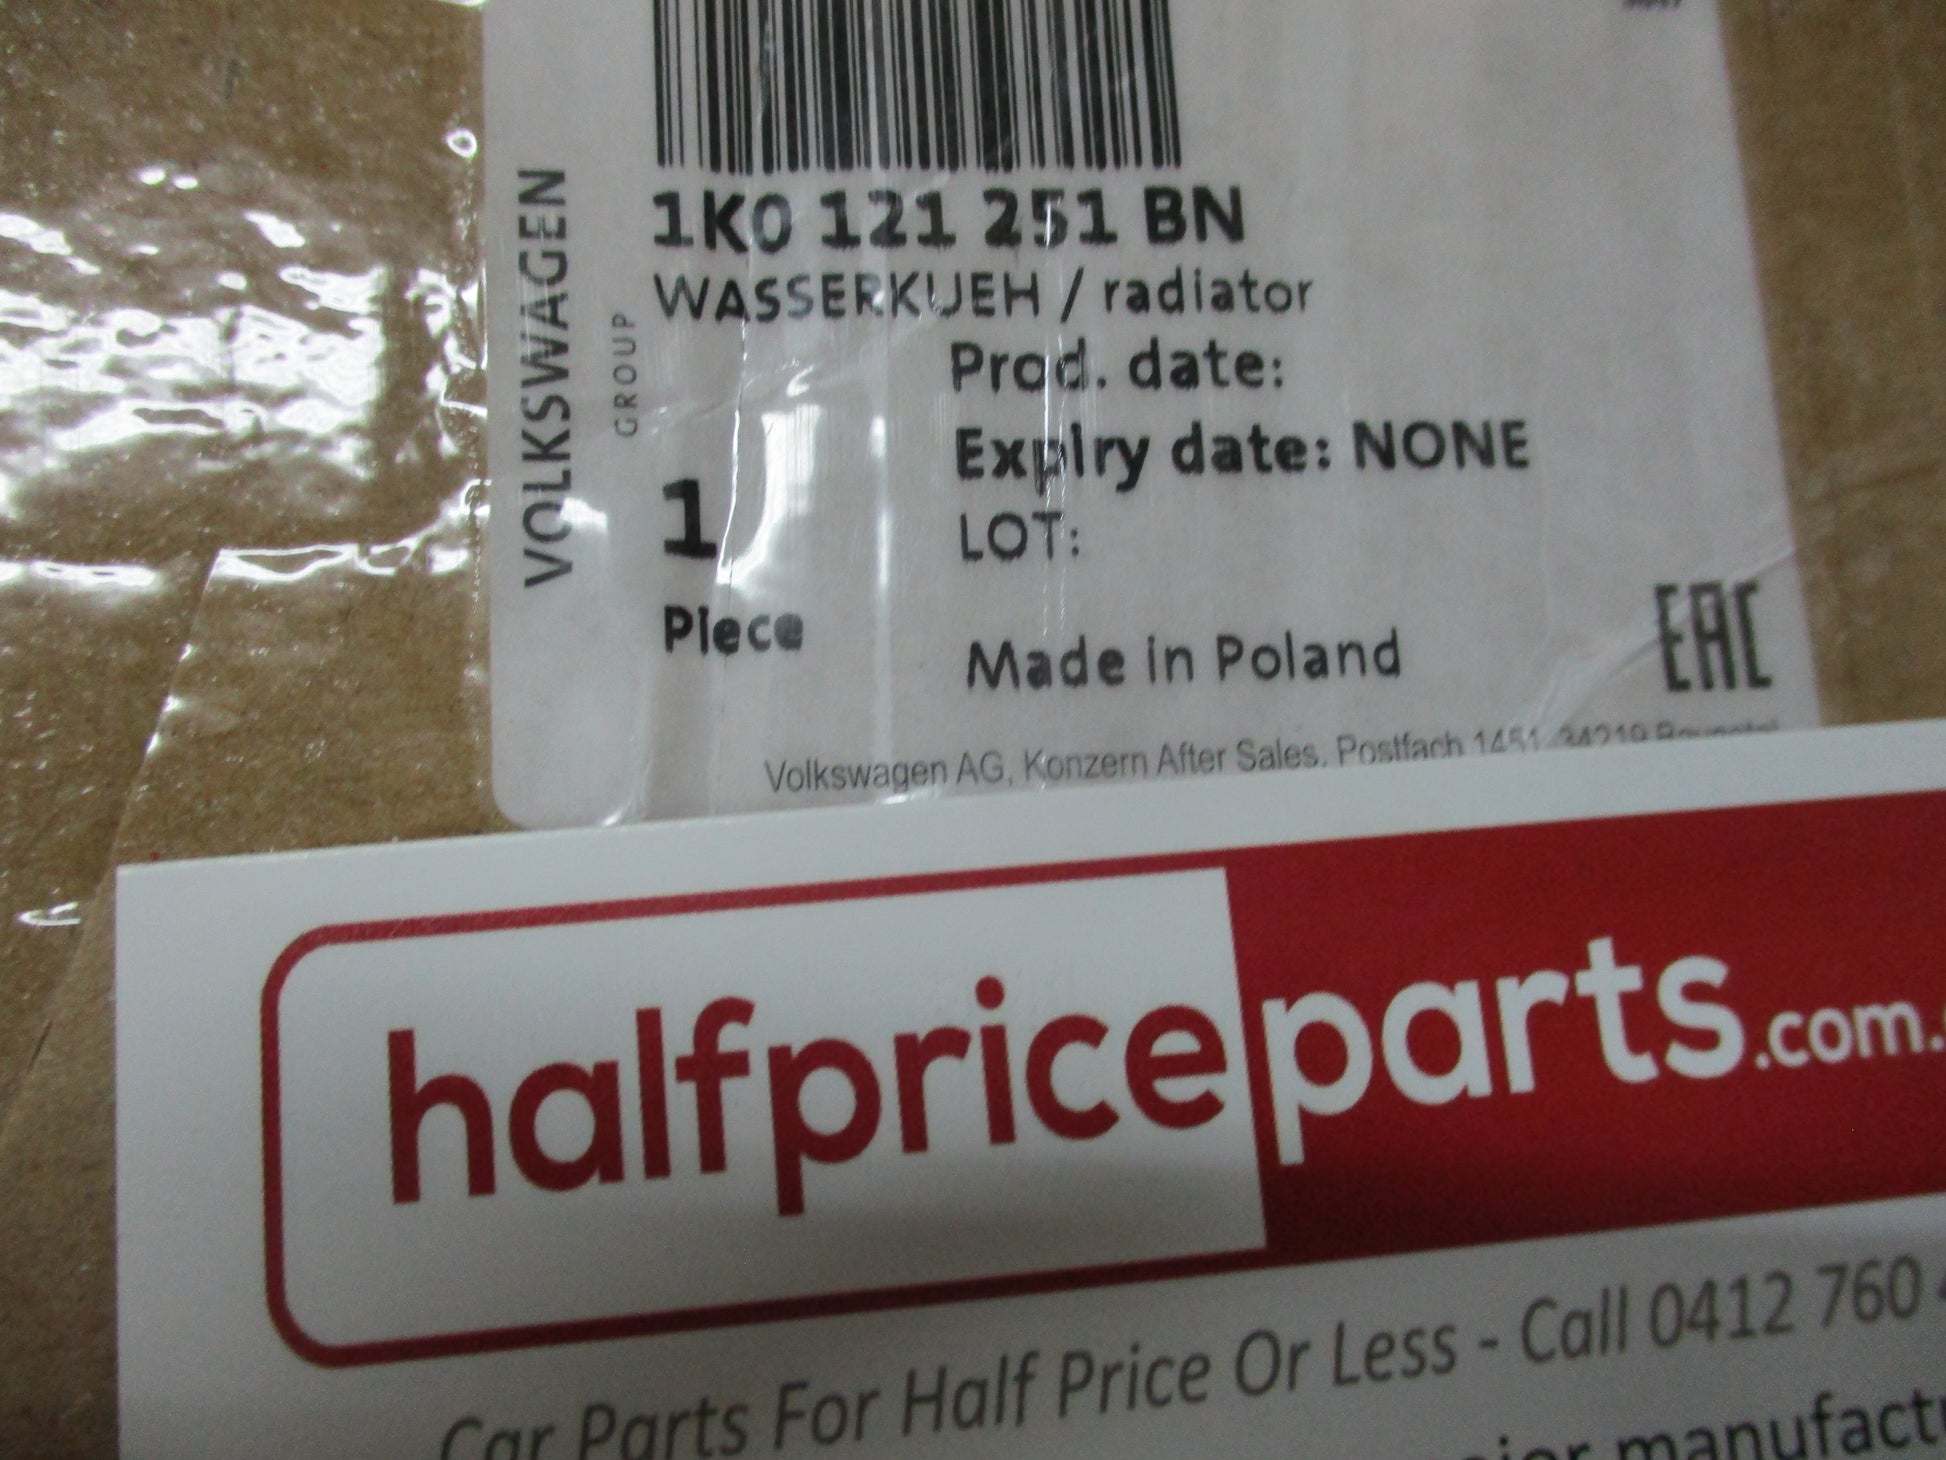 1K0 121 251 BN
WASSERKUEH / radiator
VOLKSWAGEN
GROUP
Prod. date:
Expiry date: NONE
1
LOT:
Piece
Made in Poland
EAC
Volkswagen AG, Konzern After Sales, Postfach 1451, 34219
halfpriceparts.com.
Car Parts For Half Price Or Less - Call 0412 760
manufactu